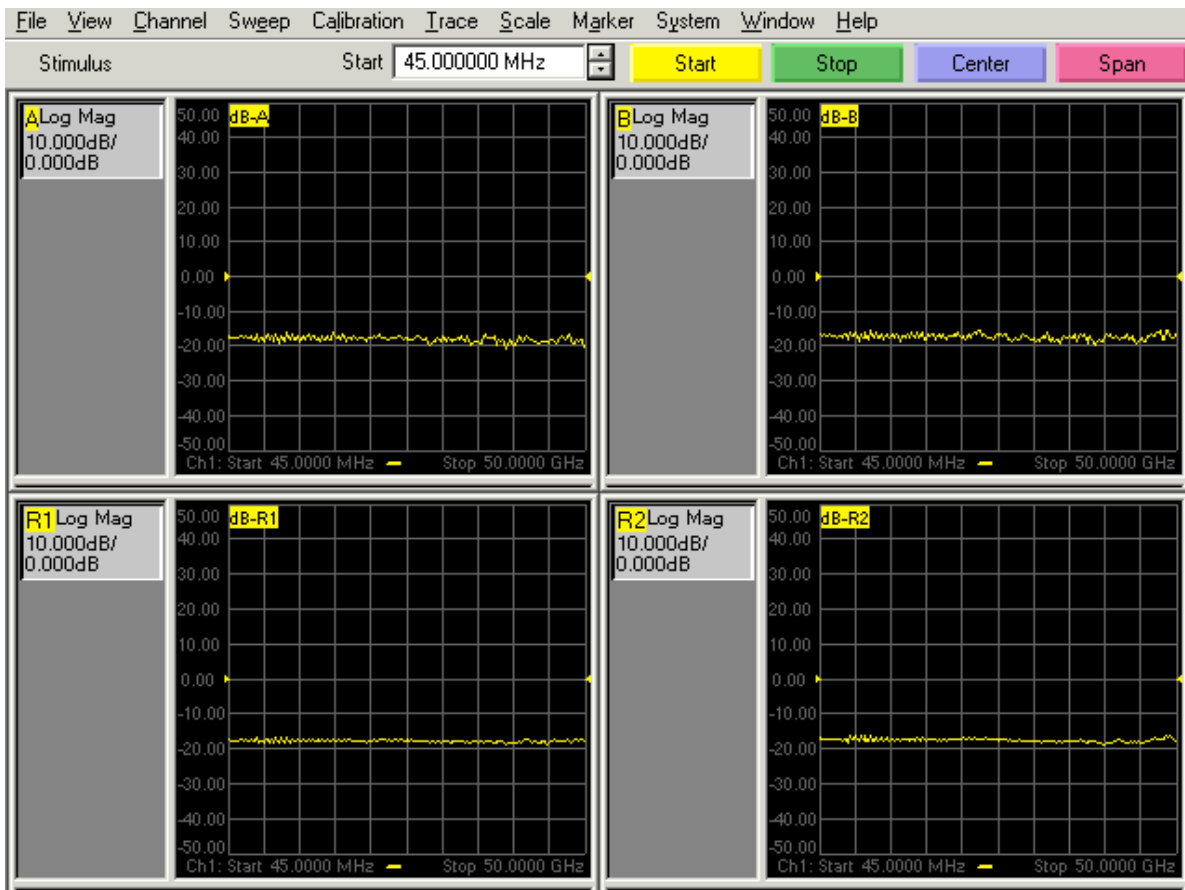 File View Channel Sweep Calibration Trace Scale Marker System Window Help
Stimulus Start 45.000000 MHz Start Stop Center Span
A Log Mag
10.000dB/
0.000dB
50.00 dB-A
40.00
30.00
20.00
10.00
0.00
-10.00
-20.00
-30.00
-40.00
-50.00
Ch1: Start 45.0000 MHz Stop 50.0000 GHz
B Log Mag
10.000dB/
0.000dB
50.00 dB-B
40.00
30.00
20.00
10.00
0.00
-10.00
-20.00
-30.00
-40.00
-50.00
Ch1: Start 45.0000 MHz Stop 50.0000 GHz
R1 Log Mag
10.000dB/
0.000dB
50.00 dB-R1
40.00
30.00
20.00
10.00
0.00
-10.00
-20.00
-30.00
-40.00
-50.00
Ch1: Start 45.0000 MHz Stop 50.0000 GHz
R2 Log Mag
10.000dB/
0.000dB
50.00 dB-R2
40.00
30.00
20.00
10.00
0.00
-10.00
-20.00
-30.00
-40.00
-50.00
Ch1: Start 45.0000 MHz Stop 50.0000 GHz